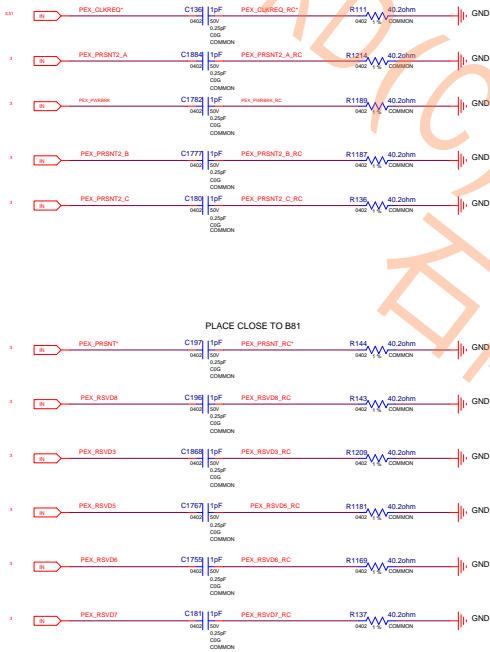 3,51 IN PEX_CLKREQ* C136 1pF PEX_CLKREQ_RC* R111 40.2ohm GND
0402 50V 0402 1 % COMMON
0.25pF
C0G
COMMON
3 IN PEX_PRSNT2_A C1884 1pF PEX_PRSNT2_A_RC R1214 40.2ohm GND
0402 50V 0402 1 % COMMON
0.25pF
C0G
COMMON
3 IN PEX_PWRBRK C1782 1pF PEX_PWRBRK_RC R1189 40.2ohm GND
0402 50V 0402 1 % COMMON
0.25pF
C0G
COMMON
3 IN PEX_PRSNT2_B C1777 1pF PEX_PRSNT2_B_RC R1187 40.2ohm GND
0402 50V 0402 1 % COMMON
0.25pF
C0G
COMMON
3 IN PEX_PRSNT2_C C180 1pF PEX_PRSNT2_C_RC R136 40.2ohm GND
0402 50V 0402 1 % COMMON
0.25pF
C0G
COMMON
PLACE CLOSE TO B81
3 IN PEX_PRSNT* C197 1pF PEX_PRSNT_RC* R144 40.2ohm GND
0402 50V 0402 1 % COMMON
0.25pF
C0G
COMMON
3 IN PEX_RSVD8 C196 1pF PEX_RSVD8_RC R143 40.2ohm GND
0402 50V 0402 1 % COMMON
0.25pF
C0G
COMMON
3 IN PEX_RSVD3 C1868 1pF PEX_RSVD3_RC R1209 40.2ohm GND
0402 50V 0402 1 % COMMON
0.25pF
C0G
COMMON
3 IN PEX_RSVD5 C1767 1pF PEX_RSVD5_RC R1181 40.2ohm GND
0402 50V 0402 1 % COMMON
0.25pF
C0G
COMMON
3 IN PEX_RSVD6 C1755 1pF PEX_RSVD6_RC R1169 40.2ohm GND
0402 50V 0402 1 % COMMON
0.25pF
C0G
COMMON
3 IN PEX_RSVD7 C181 1pF PEX_RSVD7_RC R137 40.2ohm GND
0402 50V 0402 1 % COMMON
0.25pF
C0G
COMMON